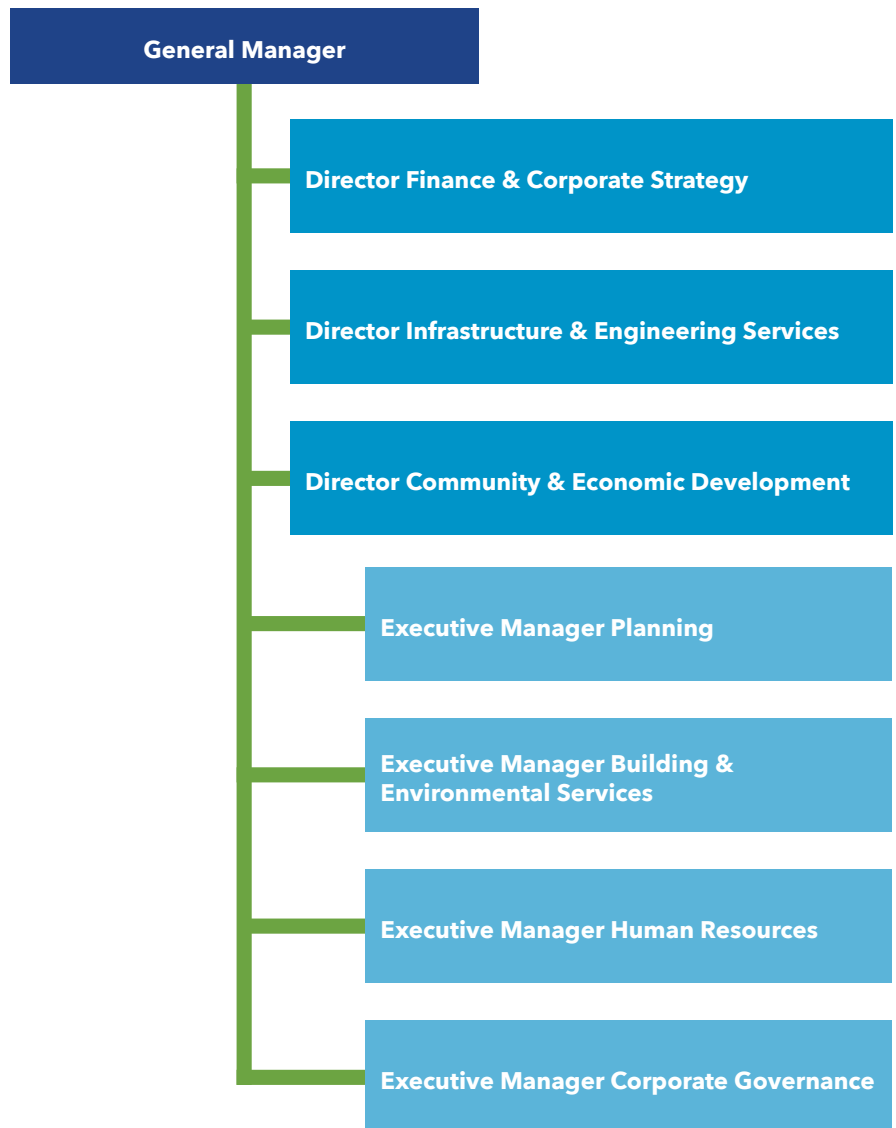 General Manager
Director Finance & Corporate Strategy
Director Infrastructure & Engineering Services
Director Community & Economic Development
Executive Manager Planning
Executive Manager Building &
Environmental Services
Executive Manager Human Resources
Executive Manager Corporate Governance